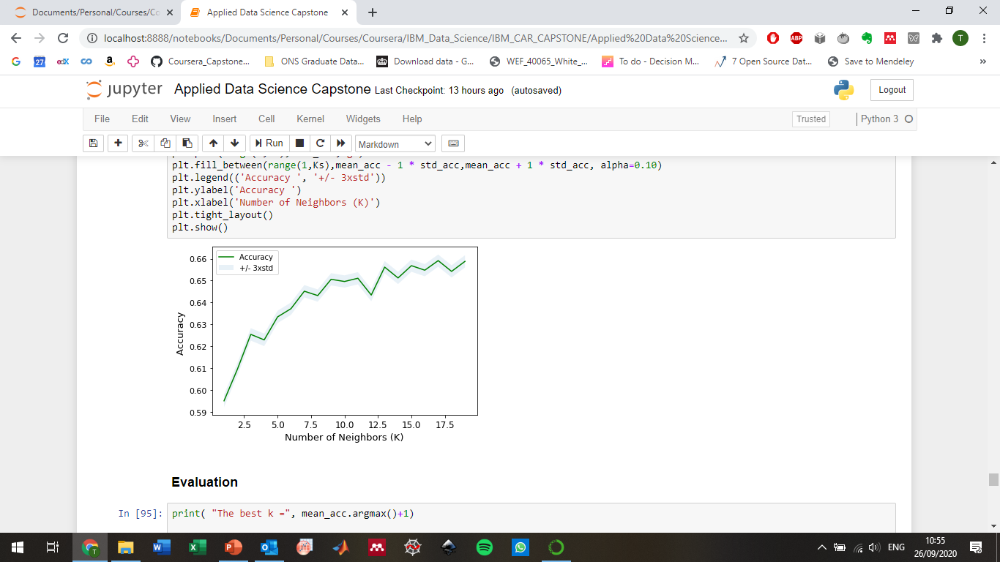 Documents/Personal/Courses/Co
Applied Data Science Capstone
localhost:8888/notebooks/Documents/Personal/Courses/Coursera/IBM_Data_Science/IBM_CAR_CAPSTONE/Applied%20Data%20Science...
ABP
T
G
27
edX
a
Coursera_Capstone...
ONS Graduate Data...
Download data - G...
WEF_40065_White_...
To do - Decision M...
7 Open Source Dat...
Save to Mendeley
»
jupyter
Applied Data Science Capstone Last Checkpoint: 13 hours ago (autosaved)
Logout
File Edit View Insert Cell Kernel Widgets Help
Trusted
Python 3
Run
Markdown
plt.fill_between(range(1,Ks),mean_acc - 1 * std_acc,mean_acc + 1 * std_acc, alpha=0.10)
plt.legend(('Accuracy ', '+/- 3xstd'))
plt.ylabel('Accuracy ')
plt.xlabel('Number of Neighbors (K)')
plt.tight_layout()
plt.show()
Accuracy
+/- 3xstd
0.66
0.65
0.64
0.63
0.62
0.61
0.60
0.59
Accuracy
2.5 5.0 7.5 10.0 12.5 15.0 17.5
Number of Neighbors (K)
Evaluation
In [95]: print( "The best k =", mean_acc.argmax()+1)
ENG
10:55
26/09/2020